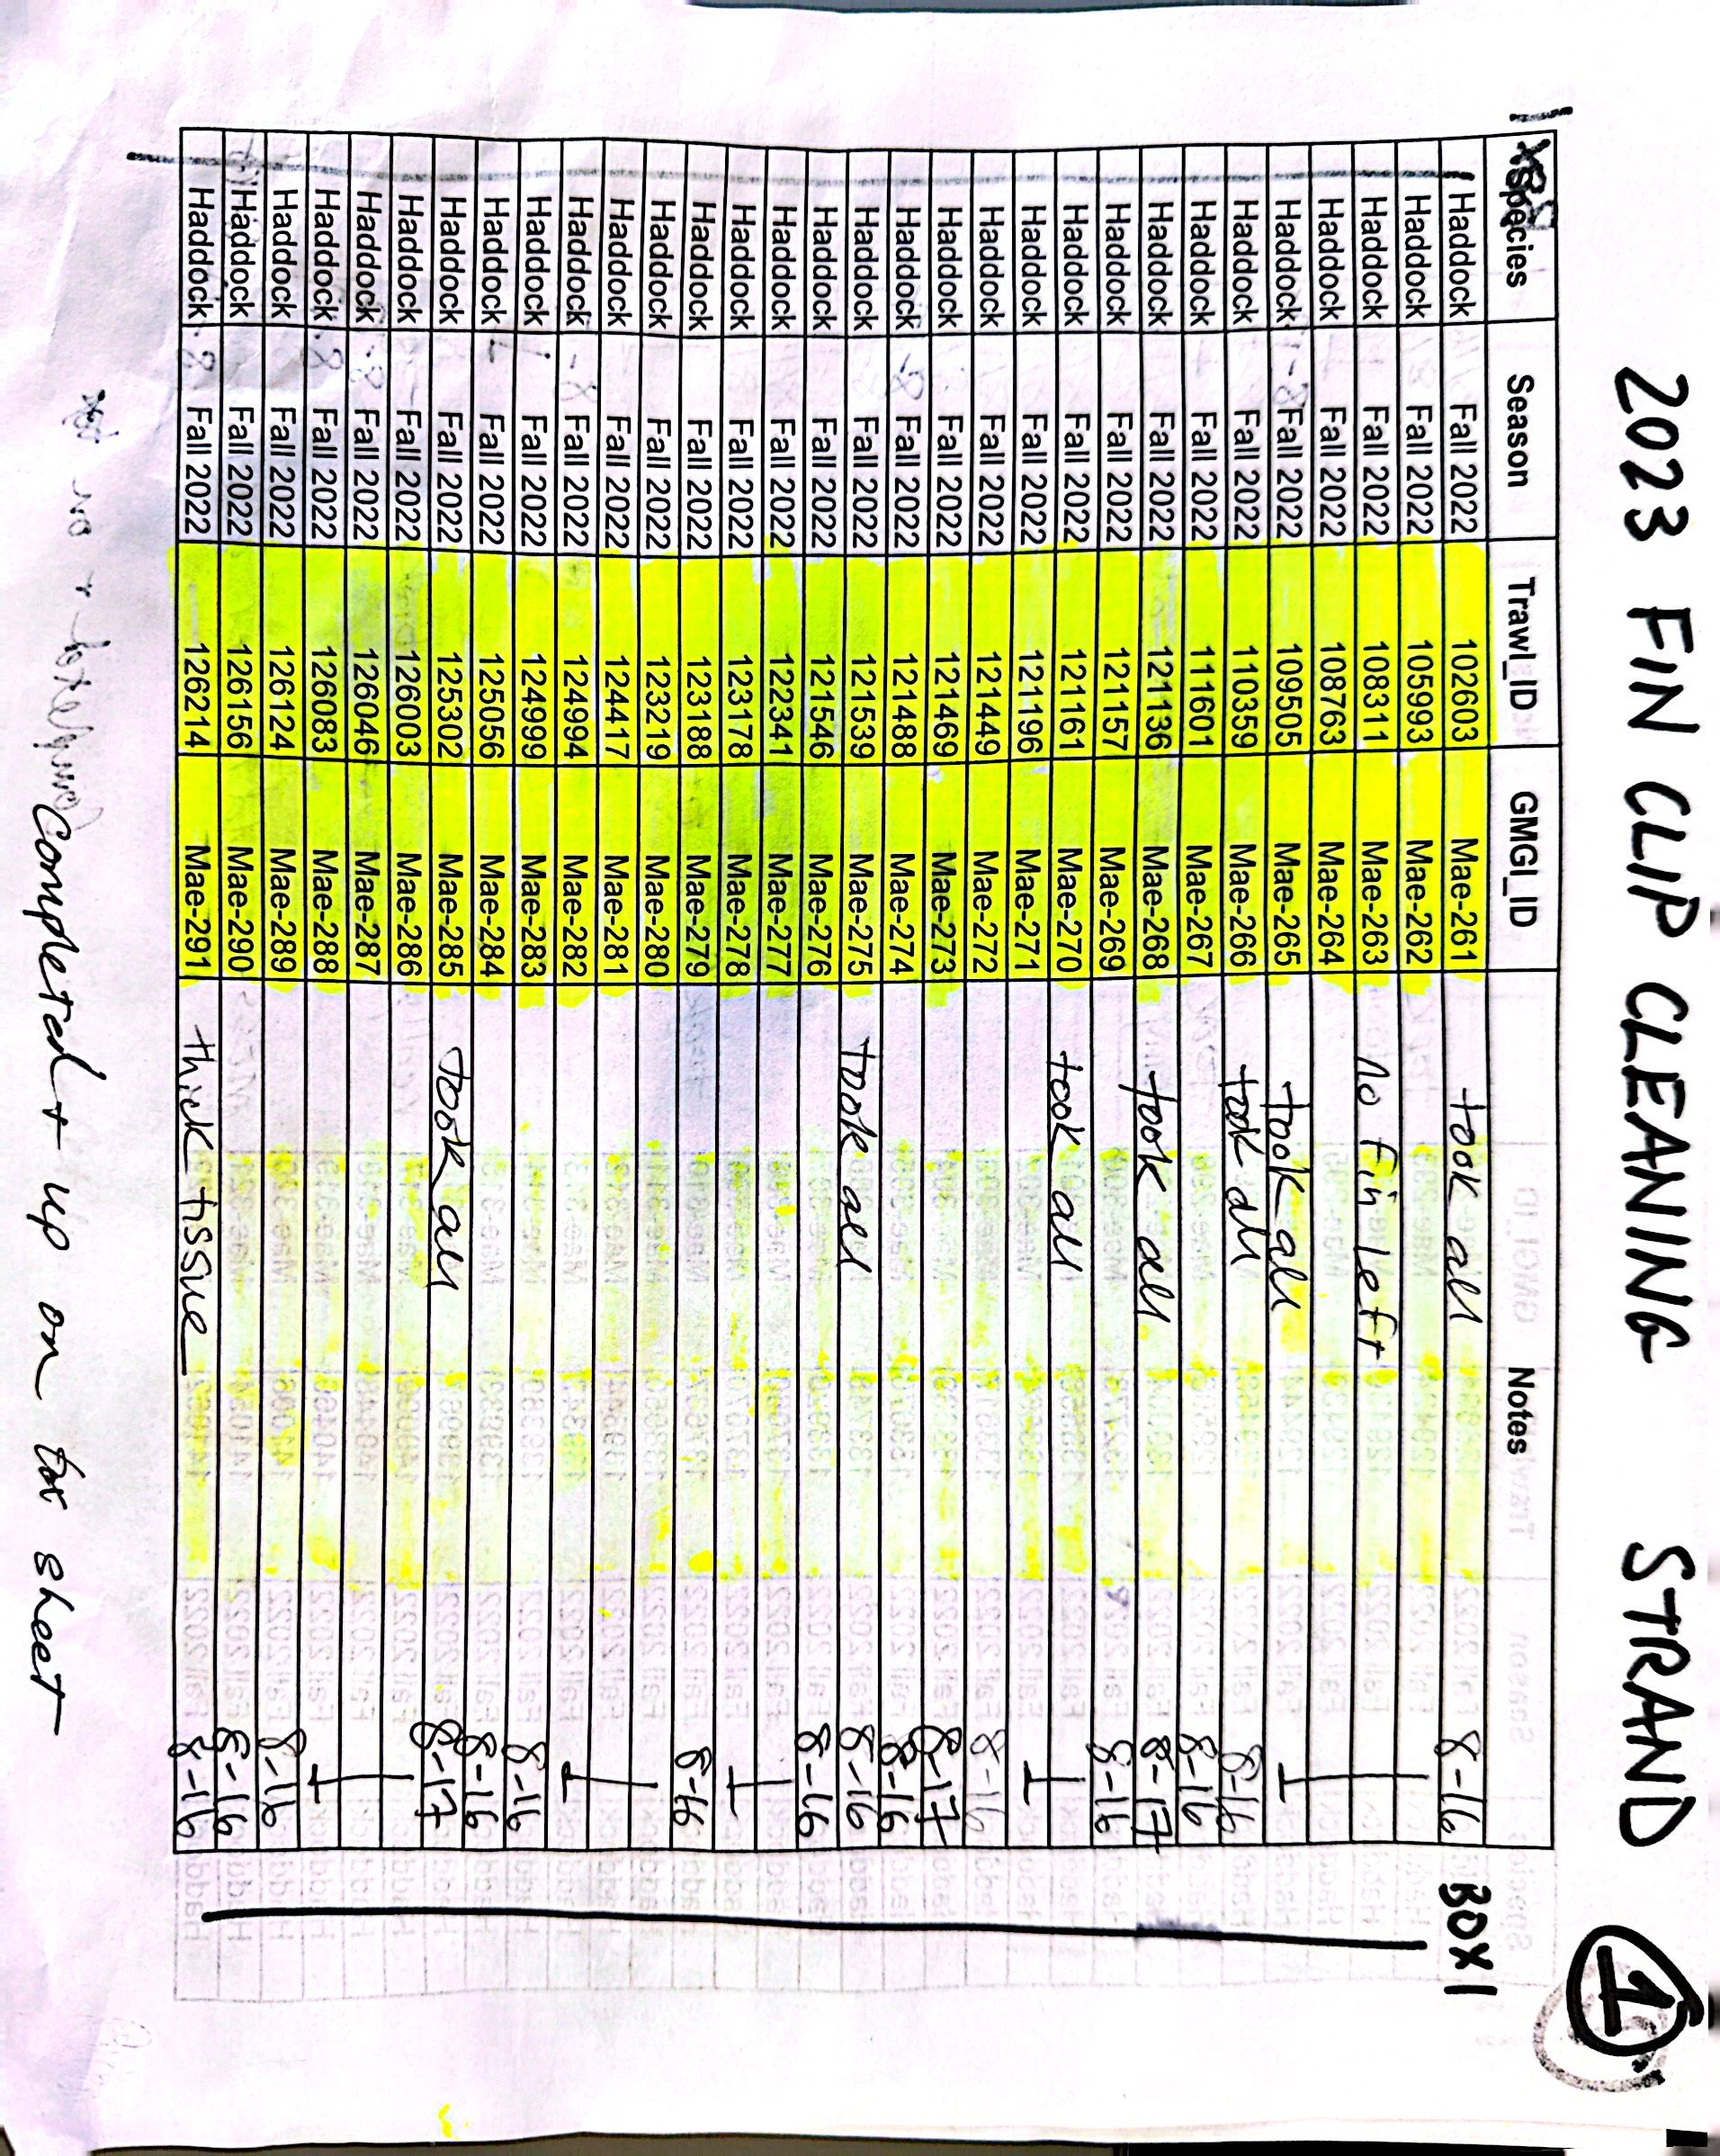 2023 FIN CLIP CLEANING STRAND 1
BOX 1
Species Season Trawl_ID GMGI_ID Notes
Haddock Fall 2022 102603 Mae-261 took all 8-16
Haddock Fall 2022 105993 Mae-262
Haddock Fall 2022 108311 Mae-263 No fin left
Haddock Fall 2022 108763 Mae-264
Haddock Fall 2022 109505 Mae-265 took all
Haddock Fall 2022 110359 Mae-266 took all 8-16
Haddock Fall 2022 111601 Mae-267 8-16
Haddock Fall 2022 121136 Mae-268 took all 8-17
Haddock Fall 2022 121157 Mae-269 8-16
Haddock Fall 2022 121161 Mae-270 took all
Haddock Fall 2022 121196 Mae-271
Haddock Fall 2022 121449 Mae-272 8-16
Haddock Fall 2022 121469 Mae-273 8-17
Haddock Fall 2022 121488 Mae-274 8-16
Haddock Fall 2022 121539 Mae-275 took all 8-16
Haddock Fall 2022 121546 Mae-276 8-16
Haddock Fall 2022 122341 Mae-277
Haddock Fall 2022 123178 Mae-278
Haddock Fall 2022 123188 Mae-279 8-16
Haddock Fall 2022 123219 Mae-280
Haddock Fall 2022 124417 Mae-281
Haddock Fall 2022 124994 Mae-282
Haddock Fall 2022 124999 Mae-283 8-16
Haddock Fall 2022 125056 Mae-284 8-16
Haddock Fall 2022 125302 Mae-285 Took all 8-17
Haddock Fall 2022 126003 Mae-286
Haddock Fall 2022 126046 Mae-287
Haddock Fall 2022 126083 Mae-288
Haddock Fall 2022 126124 Mae-289 8-16
Haddock Fall 2022 126156 Mae-290 8-16
Haddock Fall 2022 126214 Mae-291 thick tissue 8-16
Completed + up on sheet